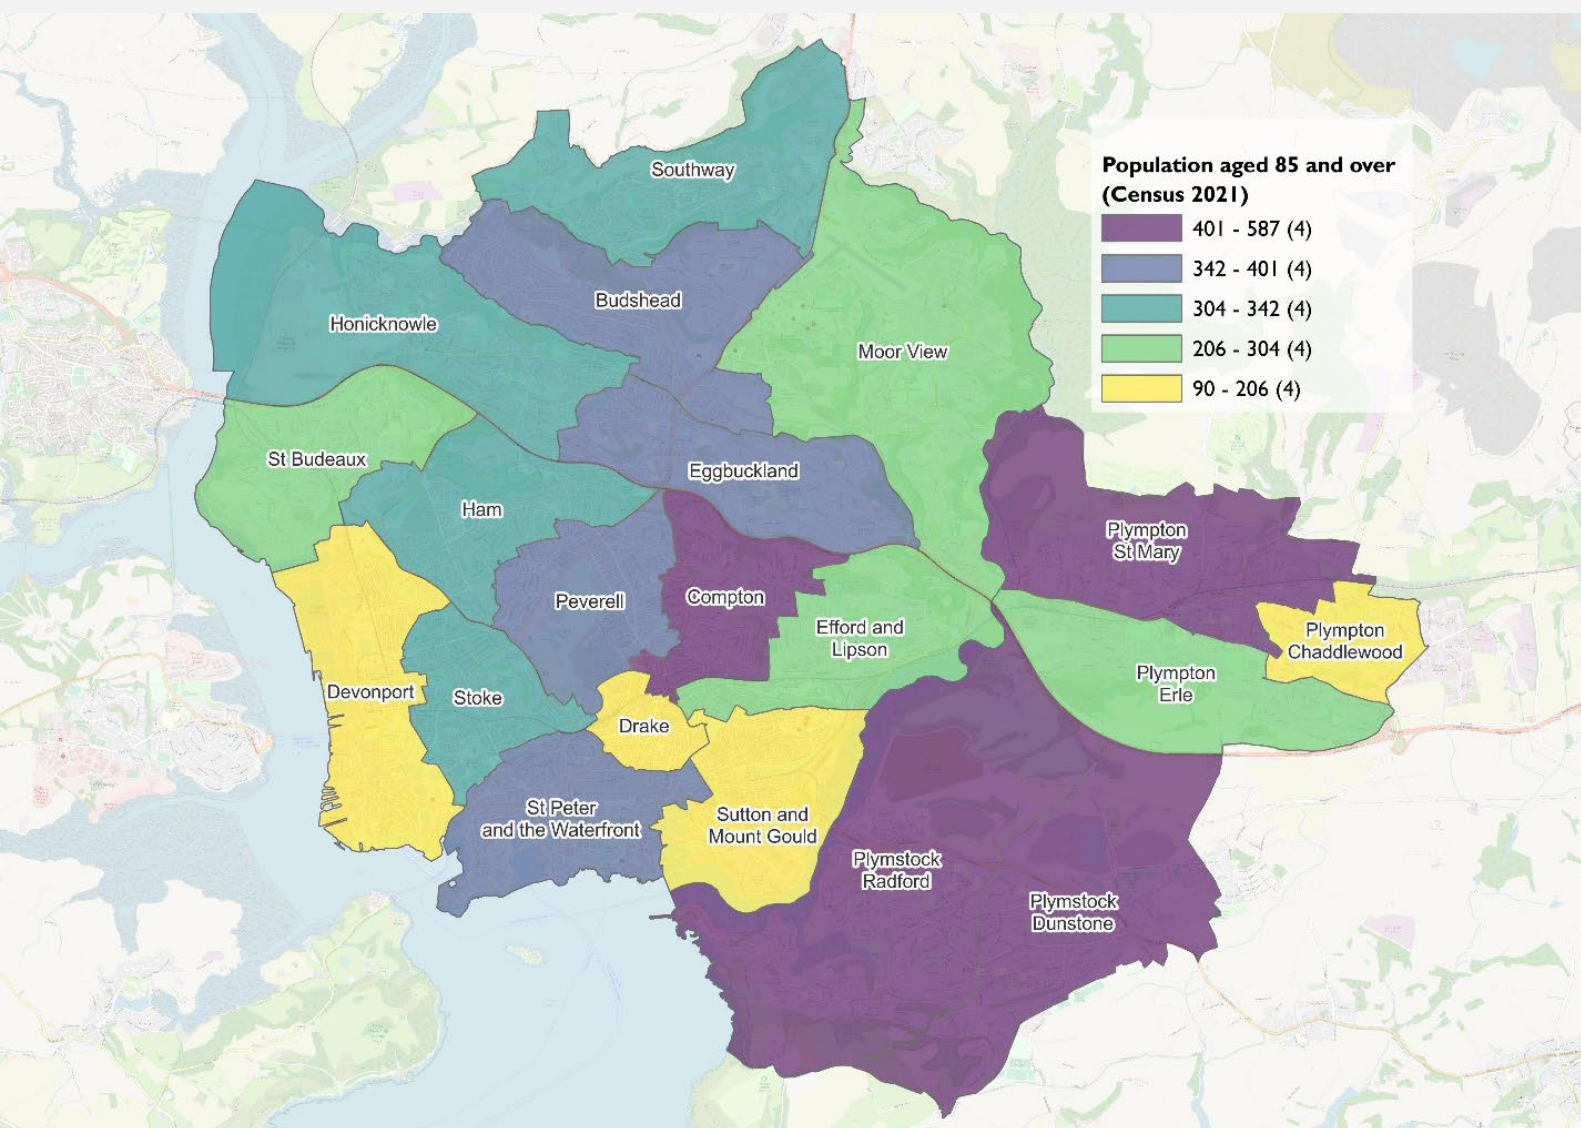 Southway
Population aged 85 and over
(Census 2021)
401 - 587 (4)
342 - 401 (4)
304 - 342 (4)
206 - 304 (4)
90 - 206 (4)
Budshead
Honicknowle
Moor View
St Budeaux
Eggbuckland
Ham
Plympton
St Mary
Peverell
Compton
Efford and
Lipson
Plympton
Chaddlewood
Plympton
Erle
Devonport
Stoke
Drake
St Peter
and the Waterfront
Sutton and
Mount Gould
Plymstock
Radford
Plymstock
Dunstone